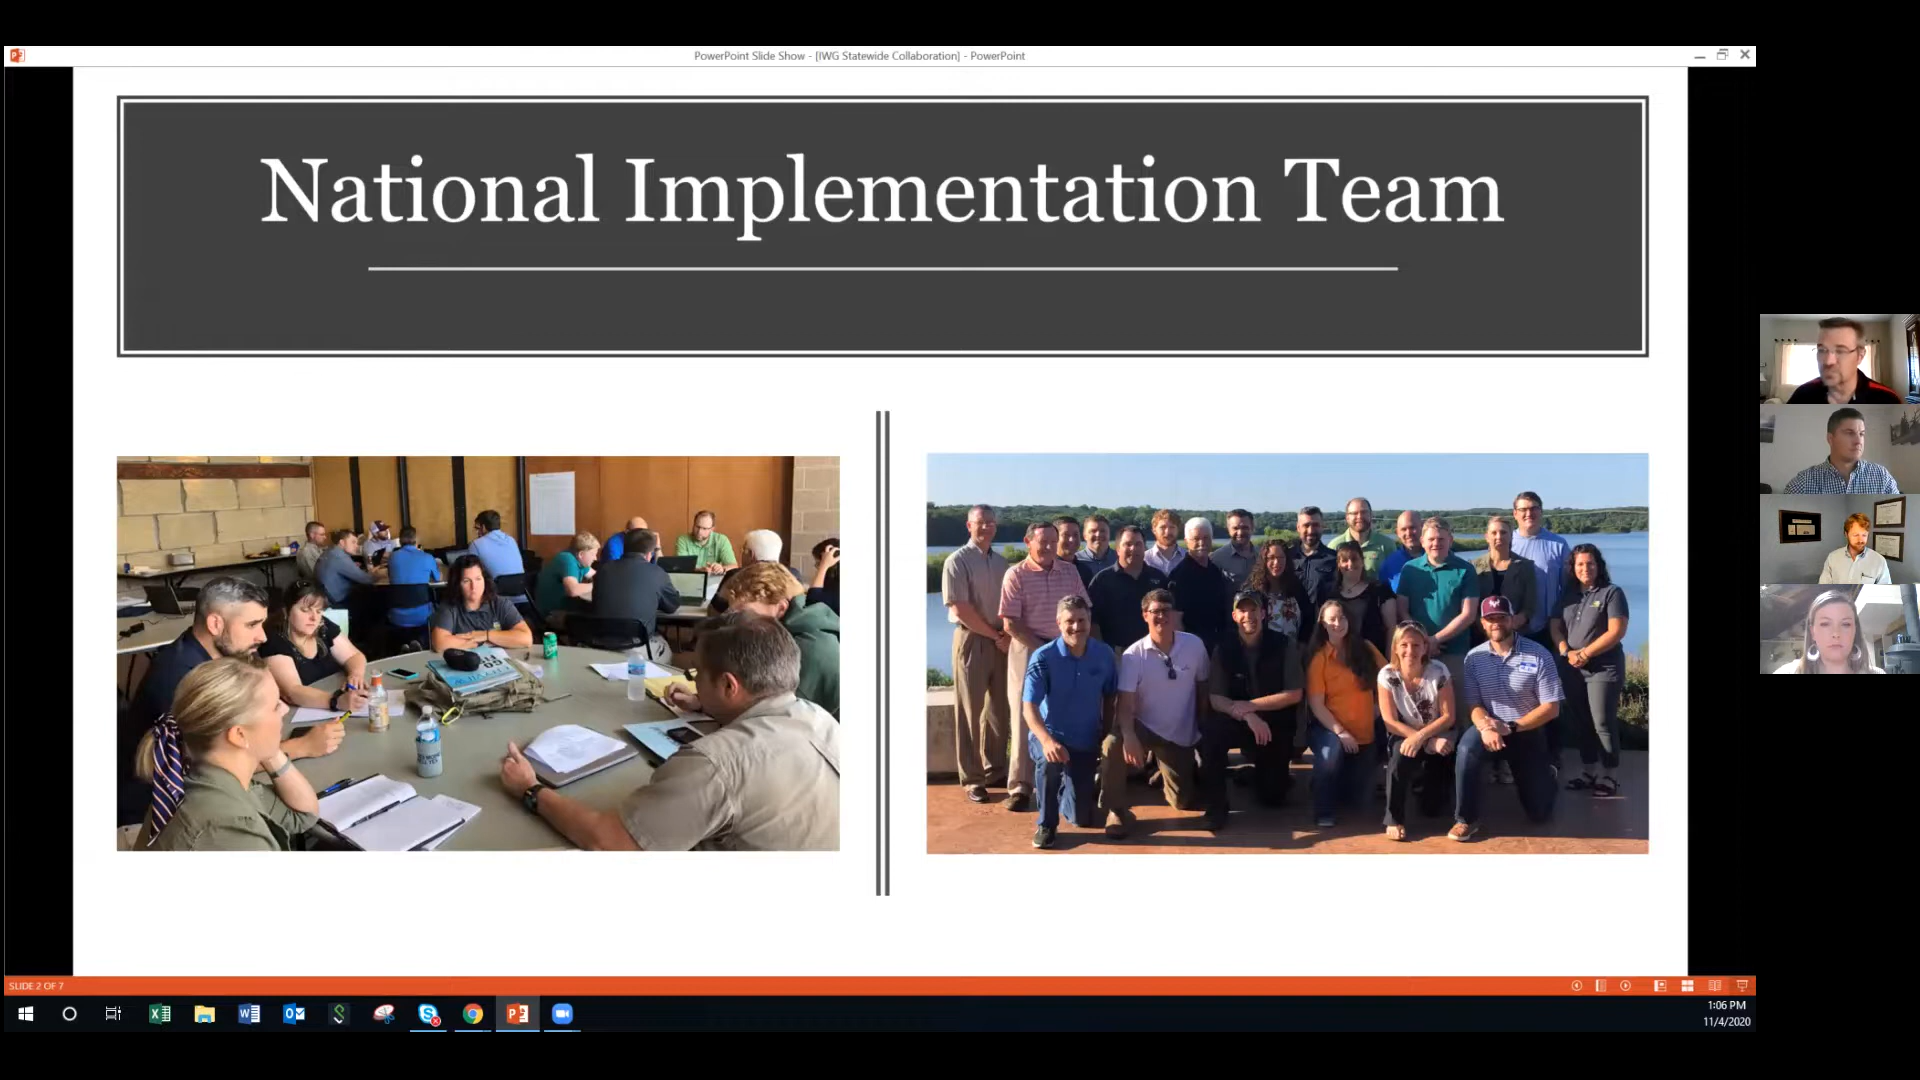 PowerPoint Slide Show - [IWG Statewide Collaboration] - PowerPoint
National Implementation Team
SLIDE 2 OF 7
1:06 PM
11/4/2020